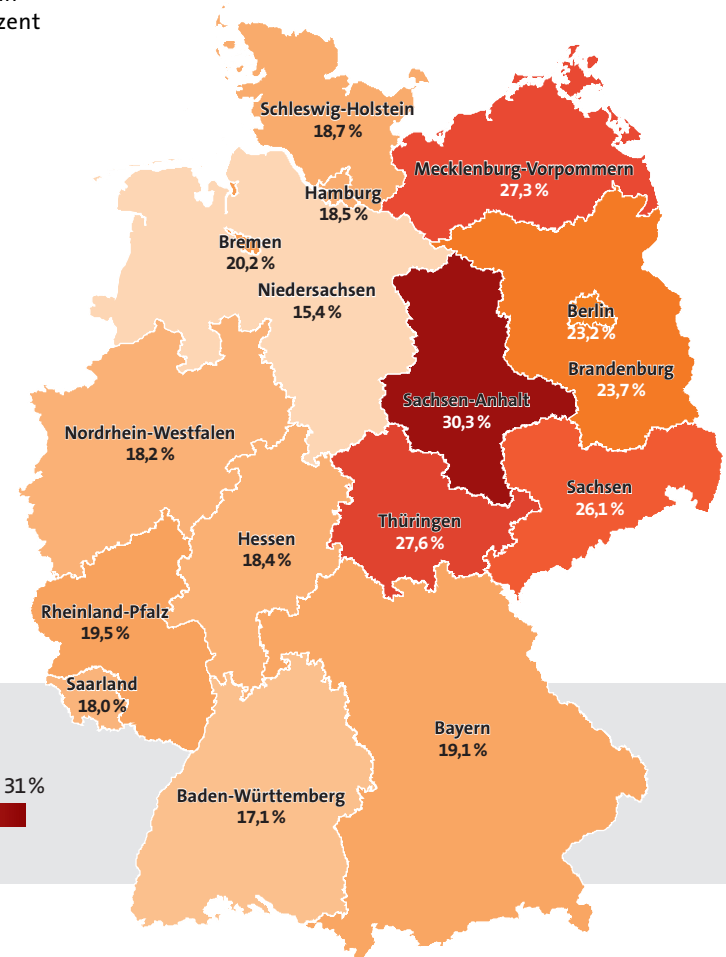 zent
Schleswig-Holstein
18,7 %
Mecklenburg-Vorpommern
27,3 %
Hamburg
18,5 %
Bremen
20,2 %
Niedersachsen
15,4 %
Berlin
23,2 %
Brandenburg
23,7 %
Sachsen-Anhalt
30,3 %
Nordrhein-Westfalen
18,2 %
Sachsen
26,1 %
Thüringen
27,6 %
Hessen
18,4 %
Rheinland-Pfalz
19,5 %
Saarland
18,0 %
Bayern
19,1 %
31 %
Baden-Württemberg
17,1 %